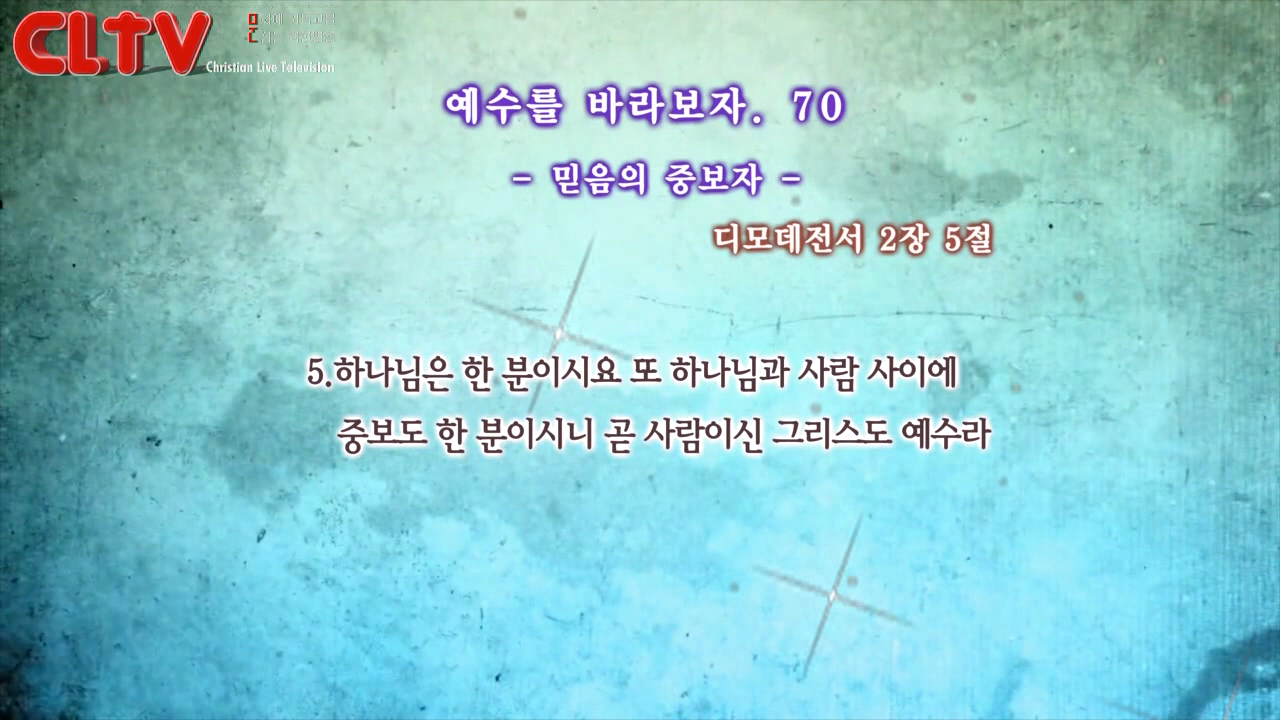 CLTV
Christian Live Television
예수를 바라보자. 70
- 믿음의 중보자 -
디모데전서 2장 5절
5.하나님은 한 분이시요 또 하나님과 사람 사이에
중보도 한 분이시니 곧 사람이신 그리스도 예수라